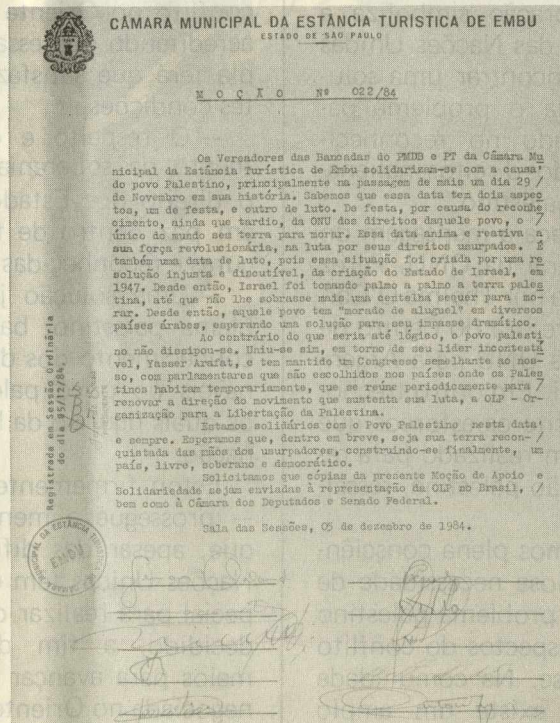 CÂMARA MUNICIPAL DA ESTÂNCIA TURÍSTICA DE EMBU
ESTADO DE SÃO PAULO
M O Ç Ã O Nº 022/84
Os Vereadores das Bancadas do PMDB e PT da Câmara Mu
nicipal da Estância Turística de Embu solidarizam-se com a causa
do povo Palestino, principalmente na passagem de mais um dia 29 /
de Novembro em sua história. Sabemos que essa data tem dois aspec
tos, um de festa, e outro de luto. De festa, por causa do reconhe
cimento, ainda que tardio, da ONU dos direitos daquele povo, o /
único do mundo sem terra para morar. Essa data anima e reativa a
sua força revolucionária, na luta por seus direitos usurpados. É
também uma data de luto, pois essa situação foi criada por uma re
solução injusta e discutível, da criação do Estado de Israel, em
1947. Desde então, Israel foi tomando palmo a palmo a terra pales
tina, até que não lhe sobrasse mais uma centelha sequer para mo-
rar. Desde então, aquele povo tem "morado de aluguel" em diversos
países árabes, esperando uma solução para seu impasse dramático.
Ao contrário do que seria até lógico, o povo palesti
no não dissipou-se. Uniu-se sim, em torno de seu líder incontestá
vel, Yasser Arafat, e tem mantido um Congresso semelhante ao nos-
so, com parlamentares que são escolhidos nos países onde os Pales
tinos habitam temporariamente, que se reúne periodicamente para /
renovar a direção do movimento que sustenta sua luta, a OLP - Or-
ganização para a Libertação da Palestina.
Estamos solidários com o Povo Palestino nesta data
e sempre. Esperamos que, dentro em breve, seja sua terra recon- /
quistada das mãos dos usurpadores, construindo-se finalmente, um
país, livre, soberano e democrático.
Solicitamos que cópias da presente Moção de Apoio e
Solidariedade sejam enviadas à representação da OLP no Brasil, /
bem como à Câmara dos Deputados e Senado Federal.
Sala das Sessões, 05 de dezembro de 1984.
Registrada em Sessão Ordinária
do dia 05/12/84.
EMBU